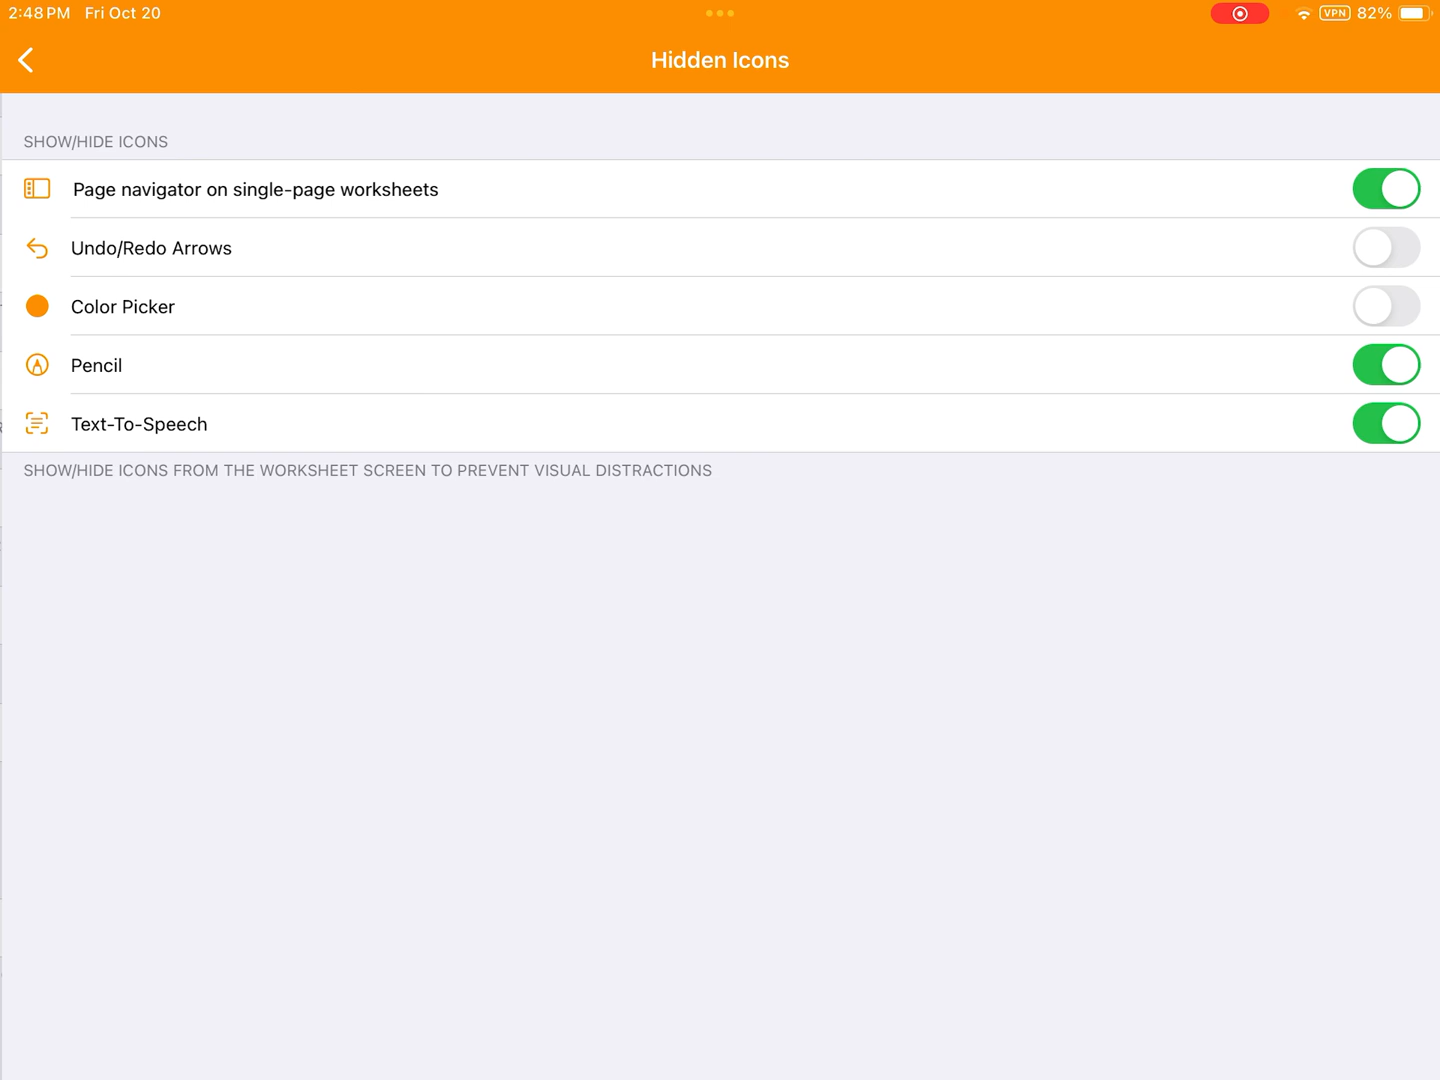 2:48 PM Fri Oct 20
VPN 82%
Hidden Icons
SHOW/HIDE ICONS
Page navigator on single-page worksheets
Undo/Redo Arrows
Color Picker
Pencil
Text-To-Speech
SHOW/HIDE ICONS FROM THE WORKSHEET SCREEN TO PREVENT VISUAL DISTRACTIONS